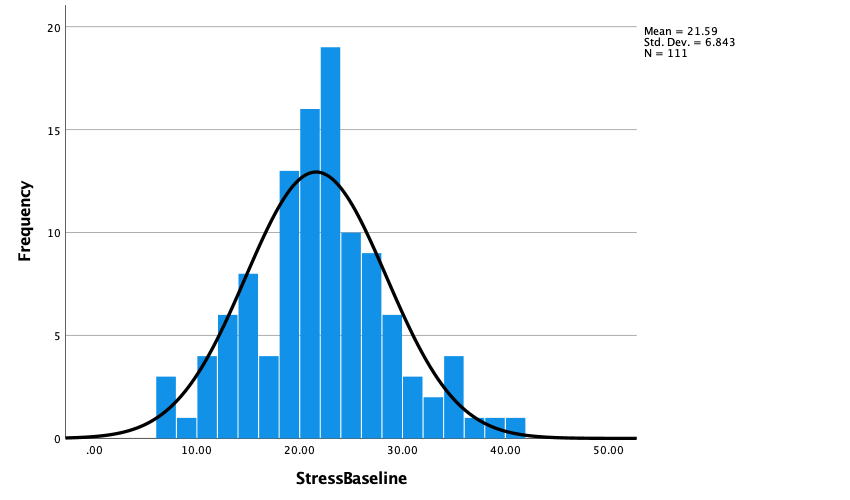 20
15
10
5
0
Frequency
.00 10.00 20.00 30.00 40.00 50.00
StressBaseline
Mean = 21.59
Std. Dev. = 6.843
N = 111